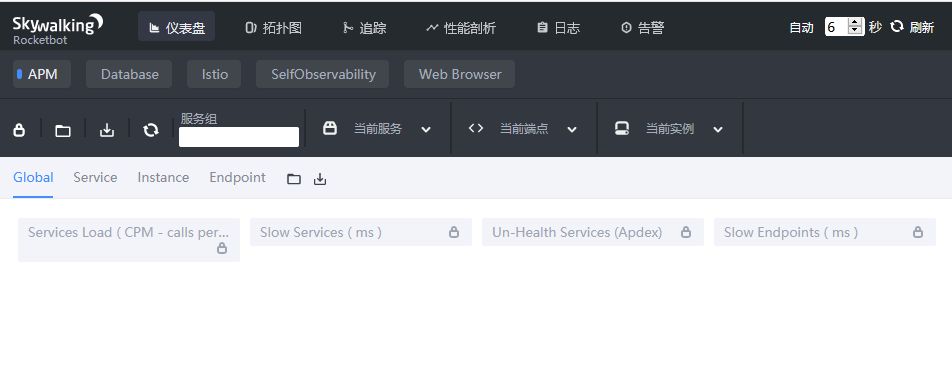 Skywalking
Rocketbot
仪表盘 拓扑图 追踪 性能剖析 日志 告警 自动 6 秒 刷新
APM Database Istio SelfObservability Web Browser
服务组
当前服务 当前端点 当前实例
Global Service Instance Endpoint
Services Load ( CPM - calls per... Slow Services ( ms ) Un-Health Services (Apdex) Slow Endpoints ( ms )